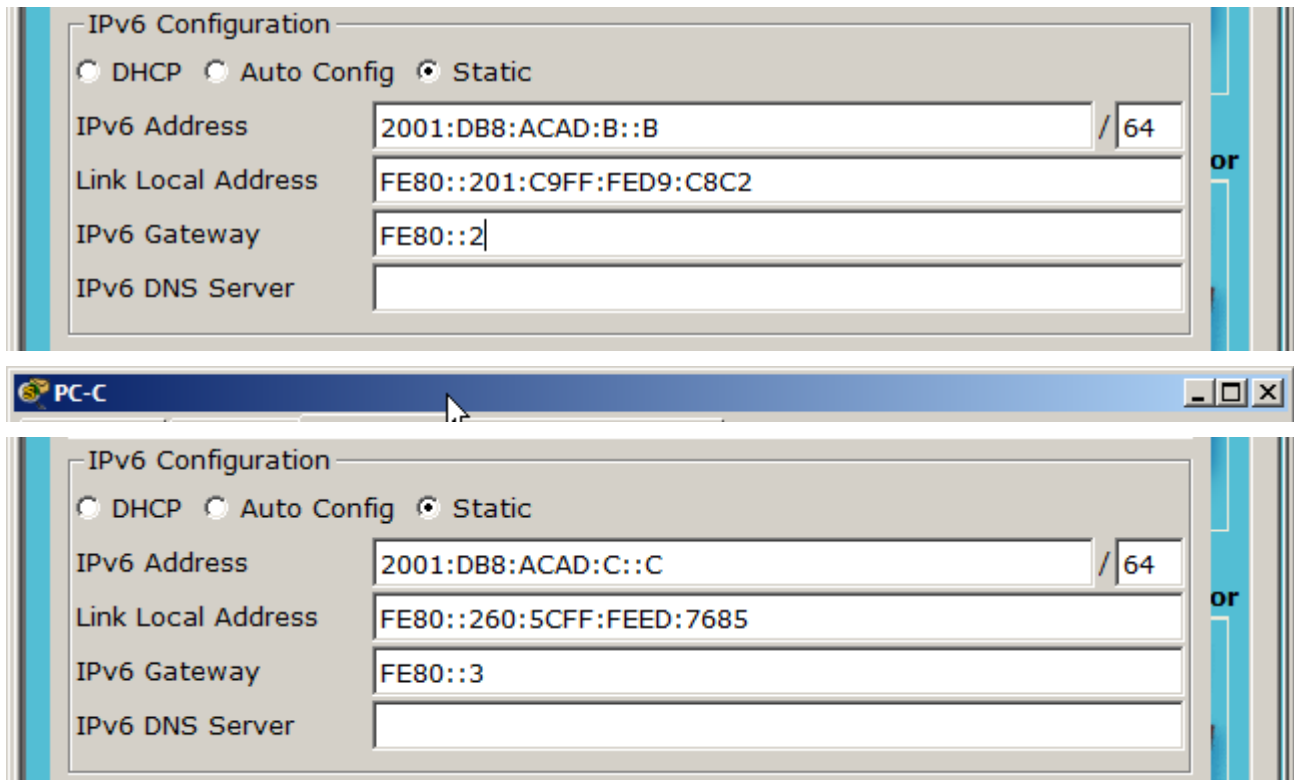 IPv6 Configuration
DHCP Auto Config Static
IPv6 Address 2001:DB8:ACAD:B::B / 64
or
Link Local Address FE80::201:C9FF:FED9:C8C2
IPv6 Gateway FE80::2
IPv6 DNS Server
PC-C
IPv6 Configuration
DHCP Auto Config Static
IPv6 Address 2001:DB8:ACAD:C::C / 64
or
Link Local Address FE80::260:5CFF:FEED:7685
IPv6 Gateway FE80::3
IPv6 DNS Server